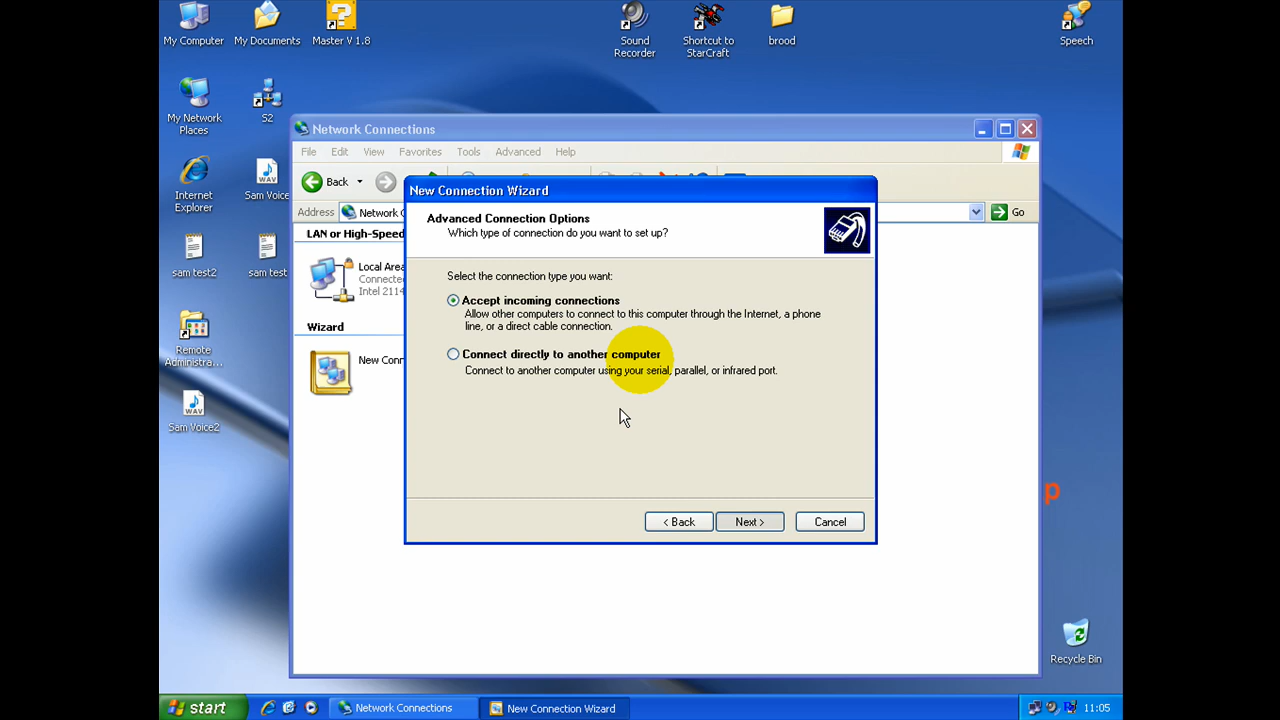 My Computer
My Documents
Master V 1.8
Sound
Recorder
Shortcut to
StarCraft
brood
Speech
My Network
Places
S2
Internet
Explorer
Sam Voice
sam test2
sam test
Remote
Administra...
Sam Voice2
Network Connections
File Edit View Favorites Tools Advanced Help
Back
Address Network C
Go
LAN or High-Speed
Local Area
Connected
Intel 2114
Wizard
New Conn
New Connection Wizard
Advanced Connection Options
Which type of connection do you want to set up?
Select the connection type you want:
Accept incoming connections
Allow other computers to connect to this computer through the Internet, a phone
line, or a direct cable connection.
Connect directly to another computer
Connect to another computer using your serial, parallel, or infrared port.
< Back
Next >
Cancel
p
Recycle Bin
start
Network Connections
New Connection Wizard
11:05